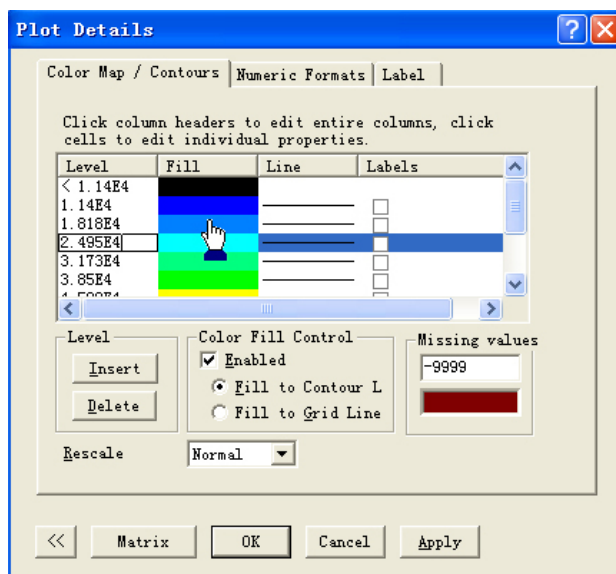 Plot Details
Color Map / Contours Numeric Formats Label
Click column headers to edit entire columns, click
cells to edit individual properties.
Level Fill Line Labels
< 1.14E4
1.14E4
1.818E4
2.495E4
3.173E4
3.85E4
Level Color Fill Control Missing values
Insert Enabled -9999
Delete Fill to Contour L
Fill to Grid Line
Rescale Normal
<< Matrix OK Cancel Apply